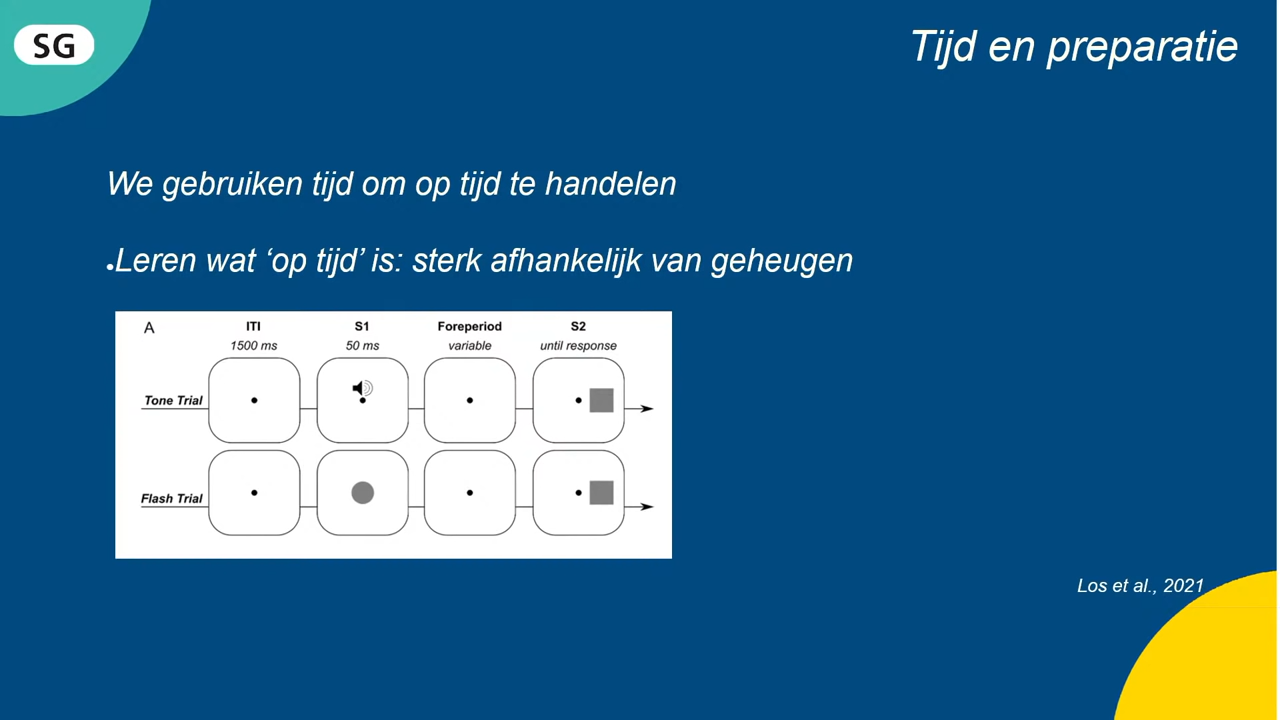 SG
Tijd en preparatie
We gebruiken tijd om op tijd te handelen
•Leren wat ‘op tijd’ is: sterk afhankelijk van geheugen
A
ITI
S1
Foreperiod
S2
1500 ms
50 ms
variable
until response
Tone Trial
Flash Trial
Los et al., 2021